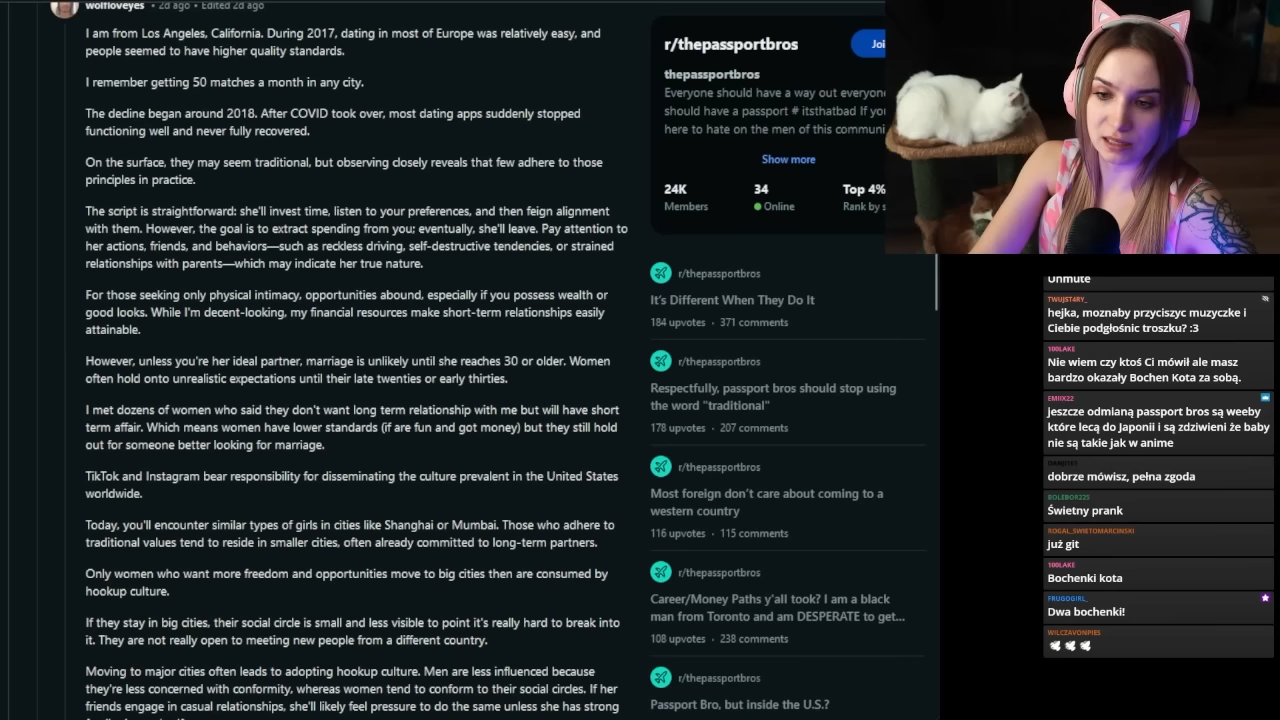 wolfloveyes • 2d ago • Edited 2d ago
I am from Los Angeles, California. During 2017, dating in most of Europe was relatively easy, and
people seemed to have higher quality standards.
I remember getting 50 matches a month in any city.
The decline began around 2018. After COVID took over, most dating apps suddenly stopped
functioning well and never fully recovered.
On the surface, they may seem traditional, but observing closely reveals that few adhere to those
principles in practice.
The script is straightforward: she'll invest time, listen to your preferences, and then feign alignment
with them. However, the goal is to extract spending from you; eventually, she'll leave. Pay attention to
her actions, friends, and behaviors—such as reckless driving, self-destructive tendencies, or strained
relationships with parents—which may indicate her true nature.
For those seeking only physical intimacy, opportunities abound, especially if you possess wealth or
good looks. While I'm decent-looking, my financial resources make short-term relationships easily
attainable.
However, unless you're her ideal partner, marriage is unlikely until she reaches 30 or older. Women
often hold onto unrealistic expectations until their late twenties or early thirties.
I met dozens of women who said they don't want long term relationship with me but will have short
term affair. Which means women have lower standards (if are fun and got money) but they still hold
out for someone better looking for marriage.
TikTok and Instagram bear responsibility for disseminating the culture prevalent in the United States
worldwide.
Today, you'll encounter similar types of girls in cities like Shanghai or Mumbai. Those who adhere to
traditional values tend to reside in smaller cities, often already committed to long-term partners.
Only women who want more freedom and opportunities move to big cities then are consumed by
hookup culture.
If they stay in big cities, their social circle is small and less visible to point it's really hard to break into
it. They are not really open to meeting new people from a different country.
Moving to major cities often leads to adopting hookup culture. Men are less influenced because
they're less concerned with conformity, whereas women tend to conform to their social circles. If her
friends engage in casual relationships, she'll likely feel pressure to do the same unless she has strong
r/thepassportbros
Joi
thepassportbros
Everyone should have a way out everyone
should have a passport # itsthatbad If you
here to hate on the men of this communi
Show more
24K
34
Top 4%
Members
Online
Rank by s
r/thepassportbros
It's Different When They Do It
184 upvotes · 371 comments
r/thepassportbros
Respectfully, passport bros should stop using
the word "traditional"
178 upvotes · 207 comments
r/thepassportbros
Most foreign don't care about coming to a
western country
116 upvotes · 115 comments
r/thepassportbros
Career/Money Paths y'all took? I am a black
man from Toronto and am DESPERATE to get...
108 upvotes · 238 comments
r/thepassportbros
Passport Bro, but inside the U.S.?
Unmute
TWUJST4RY_
hejka, moznaby przyciszyc muzyczke i
Ciebie podgłośnic troszku? :3
100LAKE
Nie wiem czy ktoś Ci mówił ale masz
bardzo okazały Bochen Kota za sobą.
EMIIX22
jeszcze odmianą passport bros są weeby
które lecą do Japonii i są zdziwieni że baby
nie są takie jak w anime
dobrze mówisz, pełna zgoda
BOLEBOR225
Świetny prank
ROGAL_SWIETOMARCINSKI
już git
100LAKE
Bochenki kota
FRUGOGIRL_
Dwa bochenki!
WILCZAVONPIES